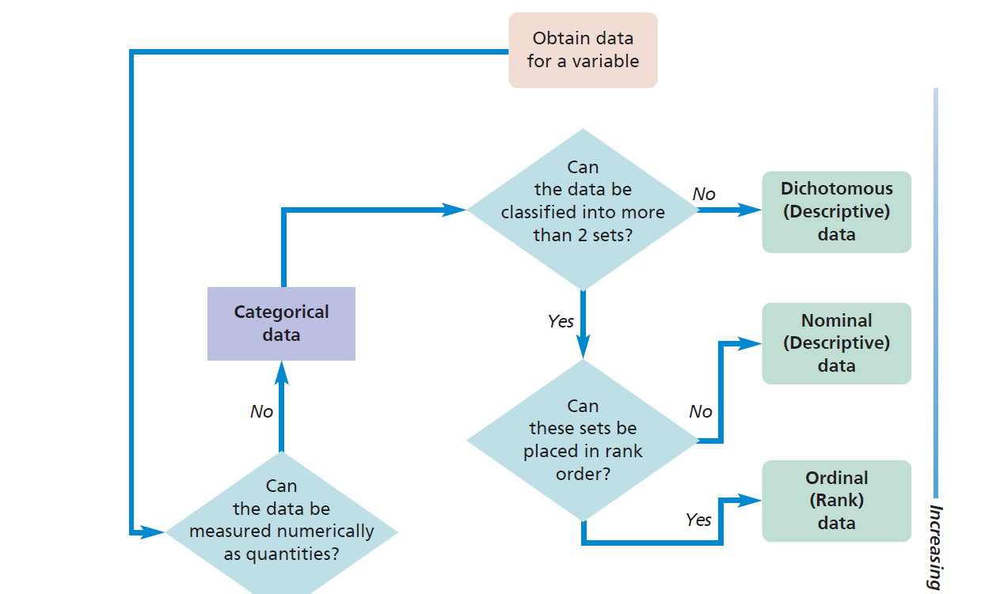 Obtain data
for a variable
Can
the data be
classified into more
than 2 sets?
No
Dichotomous
(Descriptive)
data
Categorical
data
Yes
Nominal
(Descriptive)
data
No
Can
these sets be
placed in rank
order?
No
Ordinal
(Rank)
data
Yes
Can
the data be
measured numerically
as quantities?
Increasing